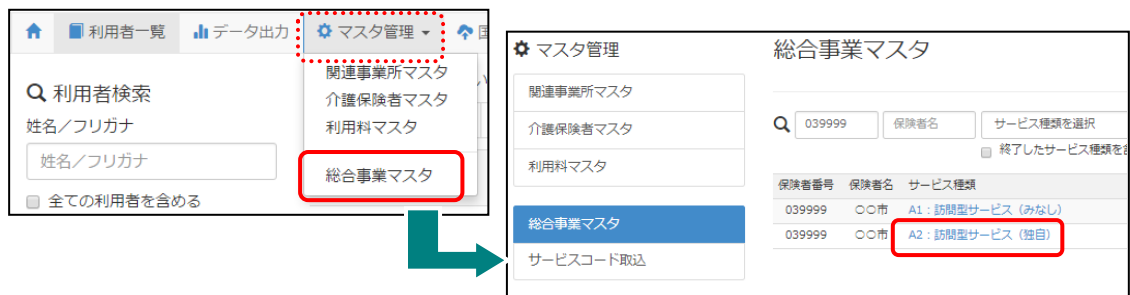 利用者一覧 データ出力 マスタ管理
利用者検索
姓名／フリガナ
姓名／フリガナ
全ての利用者を含める
関連事業所マスタ
介護保険者マスタ
利用料マスタ
総合事業マスタ
マスタ管理
関連事業所マスタ
介護保険者マスタ
利用料マスタ
総合事業マスタ
サービスコード取込
総合事業マスタ
039999 保険者名 サービス種類を選択
終了したサービス種類を含
保険者番号 保険者名 サービス種類
039999 〇〇市 A1：訪問型サービス（みなし）
039999 〇〇市 A2：訪問型サービス（独自）